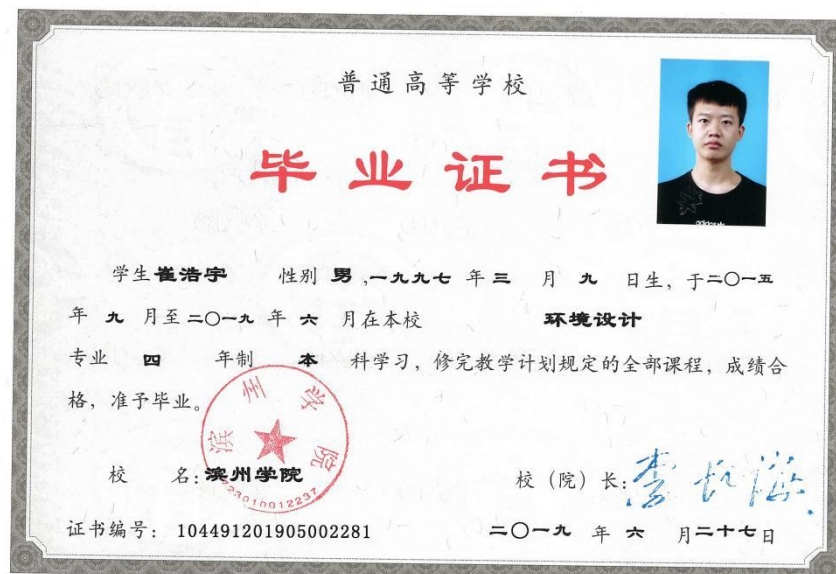 普通高等学校
毕业证书
学生崔浩宇 性别 男 ,一九九七 年 三 月 九 日生, 于二〇一五
年 九 月至 二〇一九 年 六 月在本校 环境设计
专业 四 年制 本 科学习, 修完教学计划规定的全部课程, 成绩合
格, 准予毕业。
滨州学院
校 名: 滨州学院 校(院)长:
证书编号: 104491201905002281 二〇一九 年 六 月二十七日